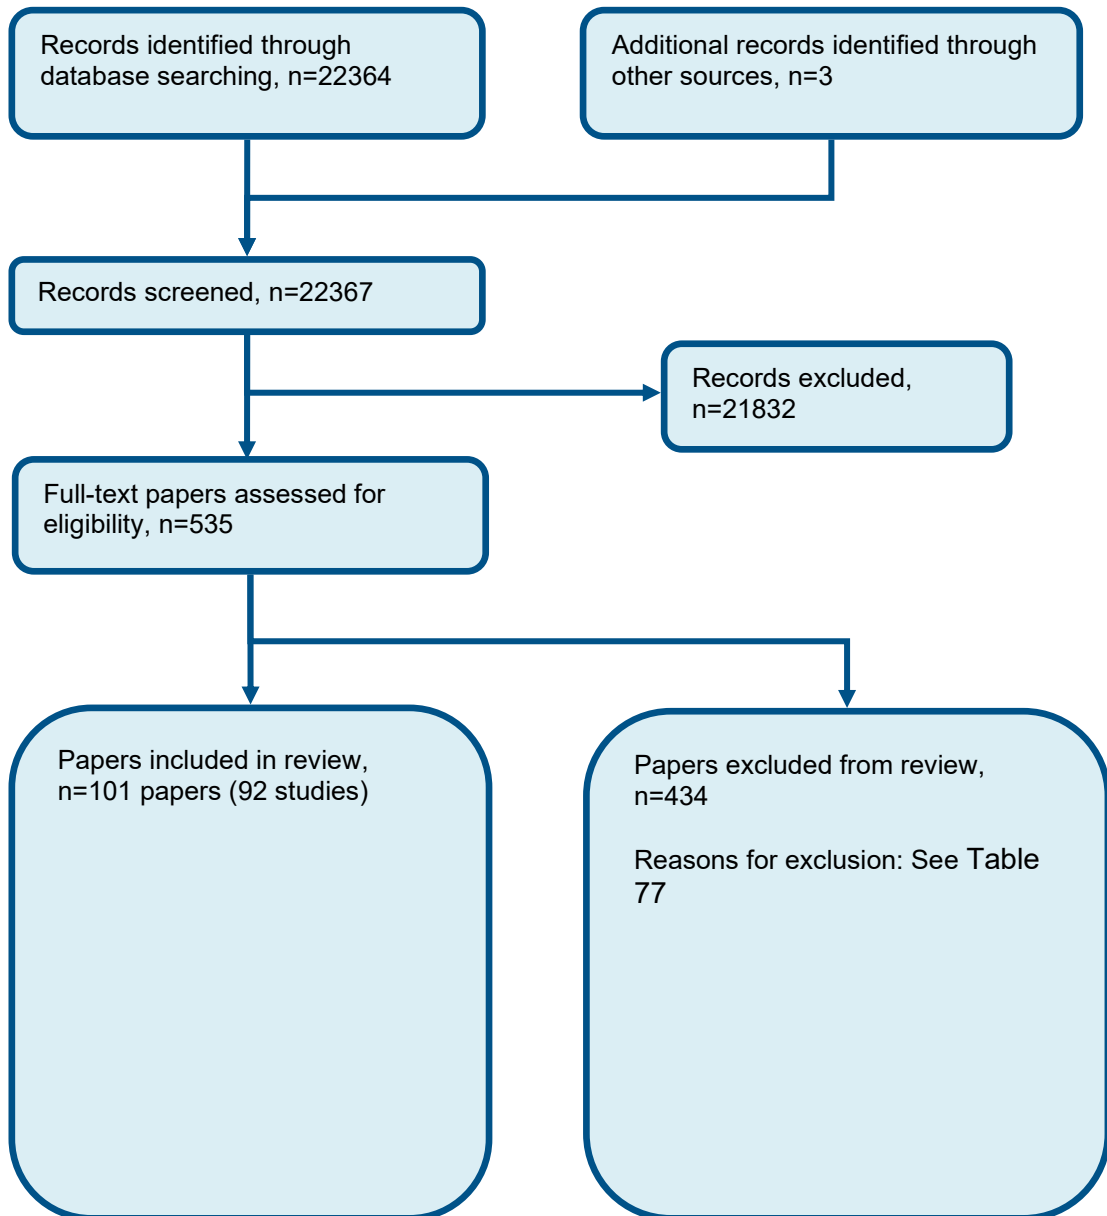 Records identified through
database searching, n=22364
Additional records identified through
other sources, n=3
Records screened, n=22367
Records excluded,
n=21832
Full-text papers assessed for
eligibility, n=535
Papers included in review,
n=101 papers (92 studies)
Papers excluded from review,
n=434
Reasons for exclusion: See Table
77